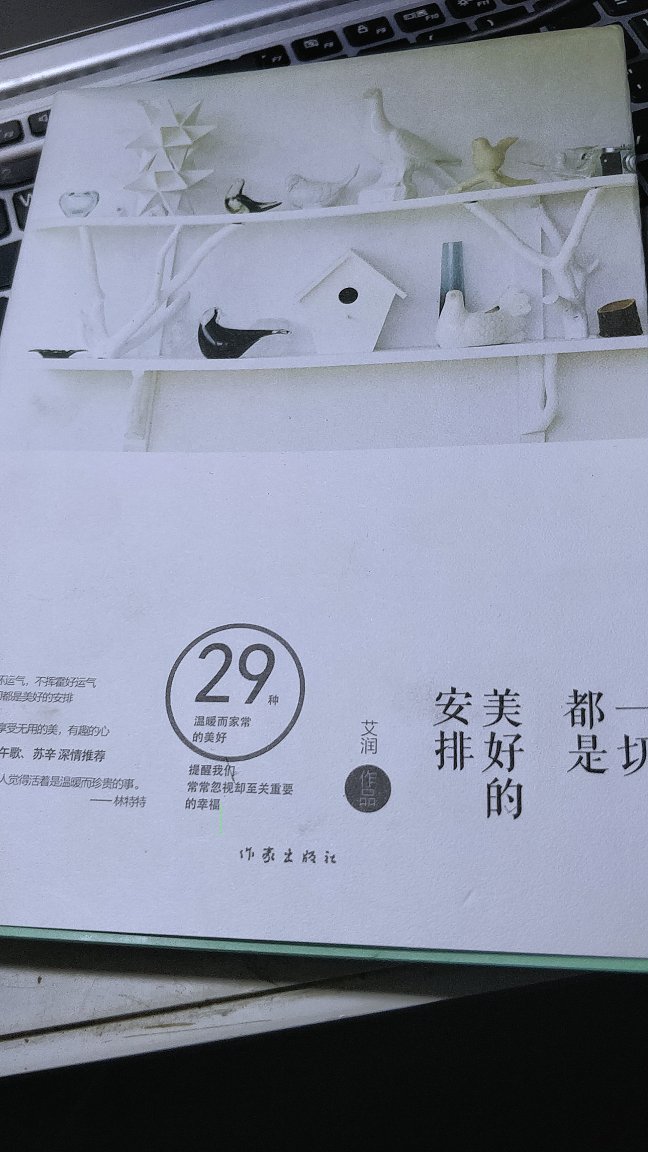 一切
都是
美好的
安排
艾润
作品
29种
温暖而家常
的美好
提醒我们
常常忽视却至关重要
的幸福
运气，不挥霍好运气
都是美好的安排
享受无用的美，有趣的心
午歌、苏辛 深情推荐
人觉得活着是温暖而珍贵的事。
——林特特
作家出版社
F10